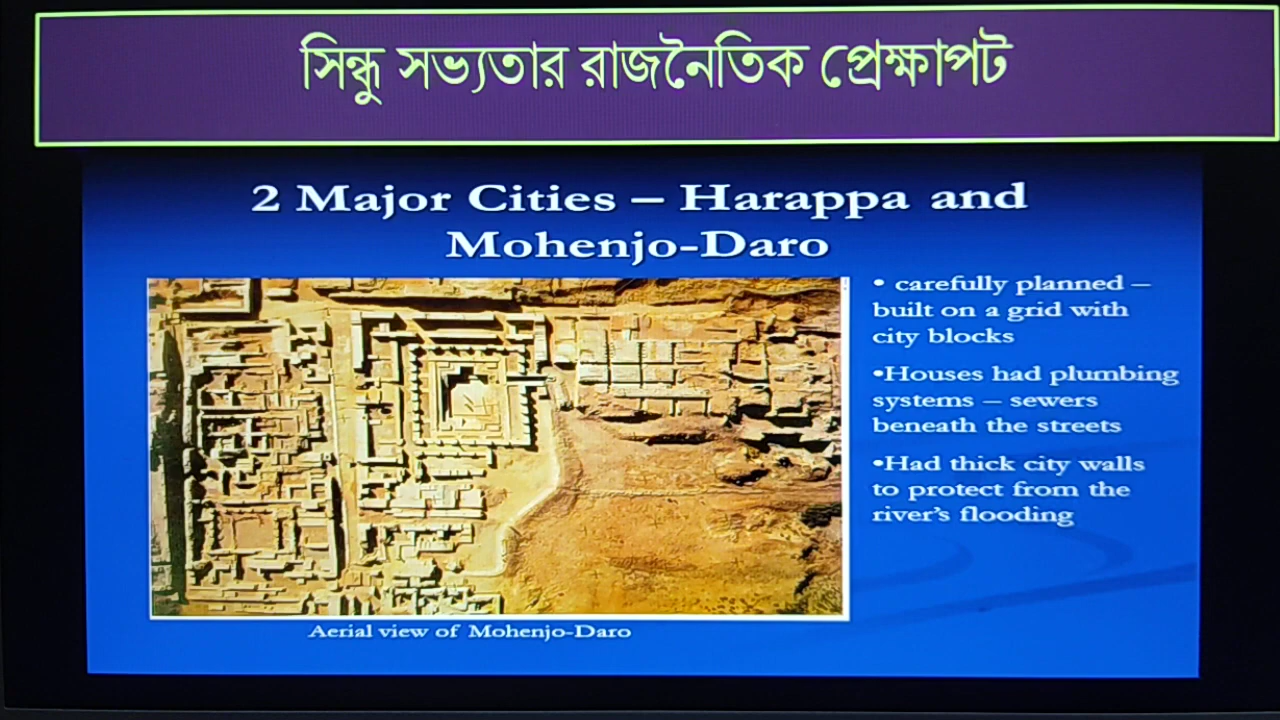 সিন্ধু সভ্যতার রাজনৈতিক প্রেক্ষাপট
2 Major Cities – Harappa and
Mohenjo-Daro
• carefully planned –
built on a grid with
city blocks
•Houses had plumbing
systems – sewers
beneath the streets
•Had thick city walls
to protect from the
river's flooding
Aerial view of Mohenjo-Daro